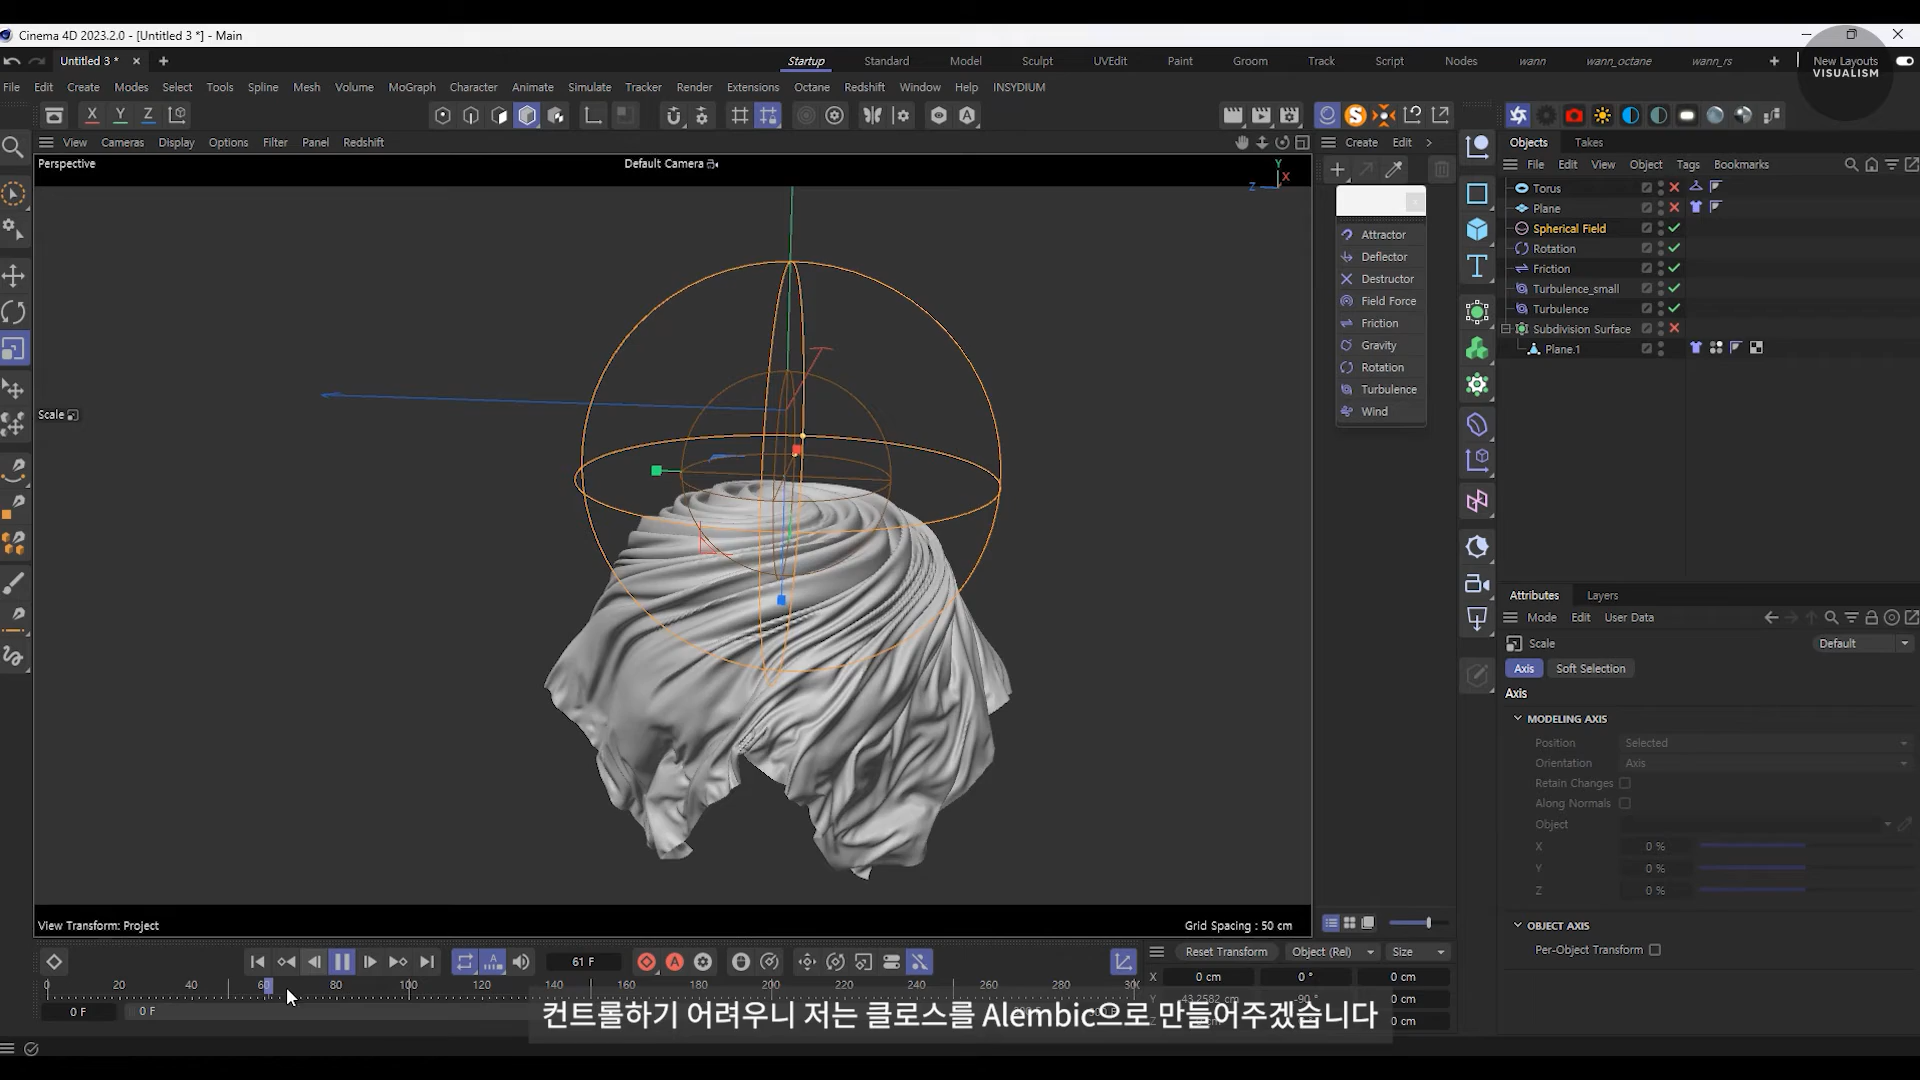 Cinema 4D 2023.2.0 - [Untitled 3 *] - Main
Untitled 3 *
Startup Standard Model Sculpt UVEdit Paint Groom Track Script Nodes wann wann_octane wann_rs New Layouts
VISUALISM
File Edit Create Modes Select Tools Spline Mesh Volume MoGraph Character Animate Simulate Tracker Render Extensions Octane Redshift Window Help INSYDIUM
X Y Z
View Cameras Display Options Filter Panel Redshift
Create Edit
Objects Takes
Perspective
Default Camera
Y
X
Z
File Edit View Object Tags Bookmarks
Torus
Plane
Spherical Field
Rotation
Friction
Turbulence_small
Turbulence
Subdivision Surface
Plane.1
Attractor
Deflector
Destructor
Field Force
Friction
Gravity
Rotation
Turbulence
Wind
Scale
Attributes Layers
Mode Edit User Data
Scale Default
Axis Soft Selection
Axis
MODELING AXIS
Position Selected
Orientation Axis
Retain Changes
Along Normals
Object
X 0 %
Y 0 %
Z 0 %
OBJECT AXIS
Per-Object Transform
View Transform: Project
Grid Spacing : 50 cm
61 F
Reset Transform Object (Rel) Size
X 0 cm 0 ° 0 cm
0 20 40 60 80 100 120 140 160 180 200 220 240 260 280
0 F 0 F
-43.2582 cm -90 ° 0 cm
0 cm
컨트롤하기 어려우니 저는 클로스를 Alembic으로 만들어주겠습니다